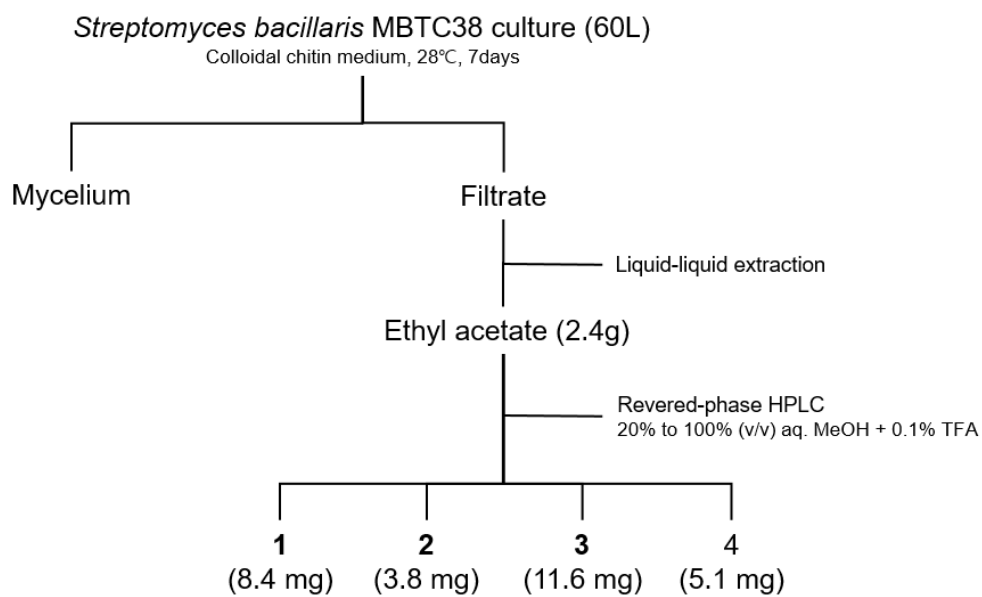 Streptomyces bacillaris MBTC38 culture (60L)
Colloidal chitin medium, 28℃, 7days
Mycelium
Filtrate
Liquid-liquid extraction
Ethyl acetate (2.4g)
Revered-phase HPLC
20% to 100% (v/v) aq. MeOH + 0.1% TFA
1 2 3 4
(8.4 mg) (3.8 mg) (11.6 mg) (5.1 mg)